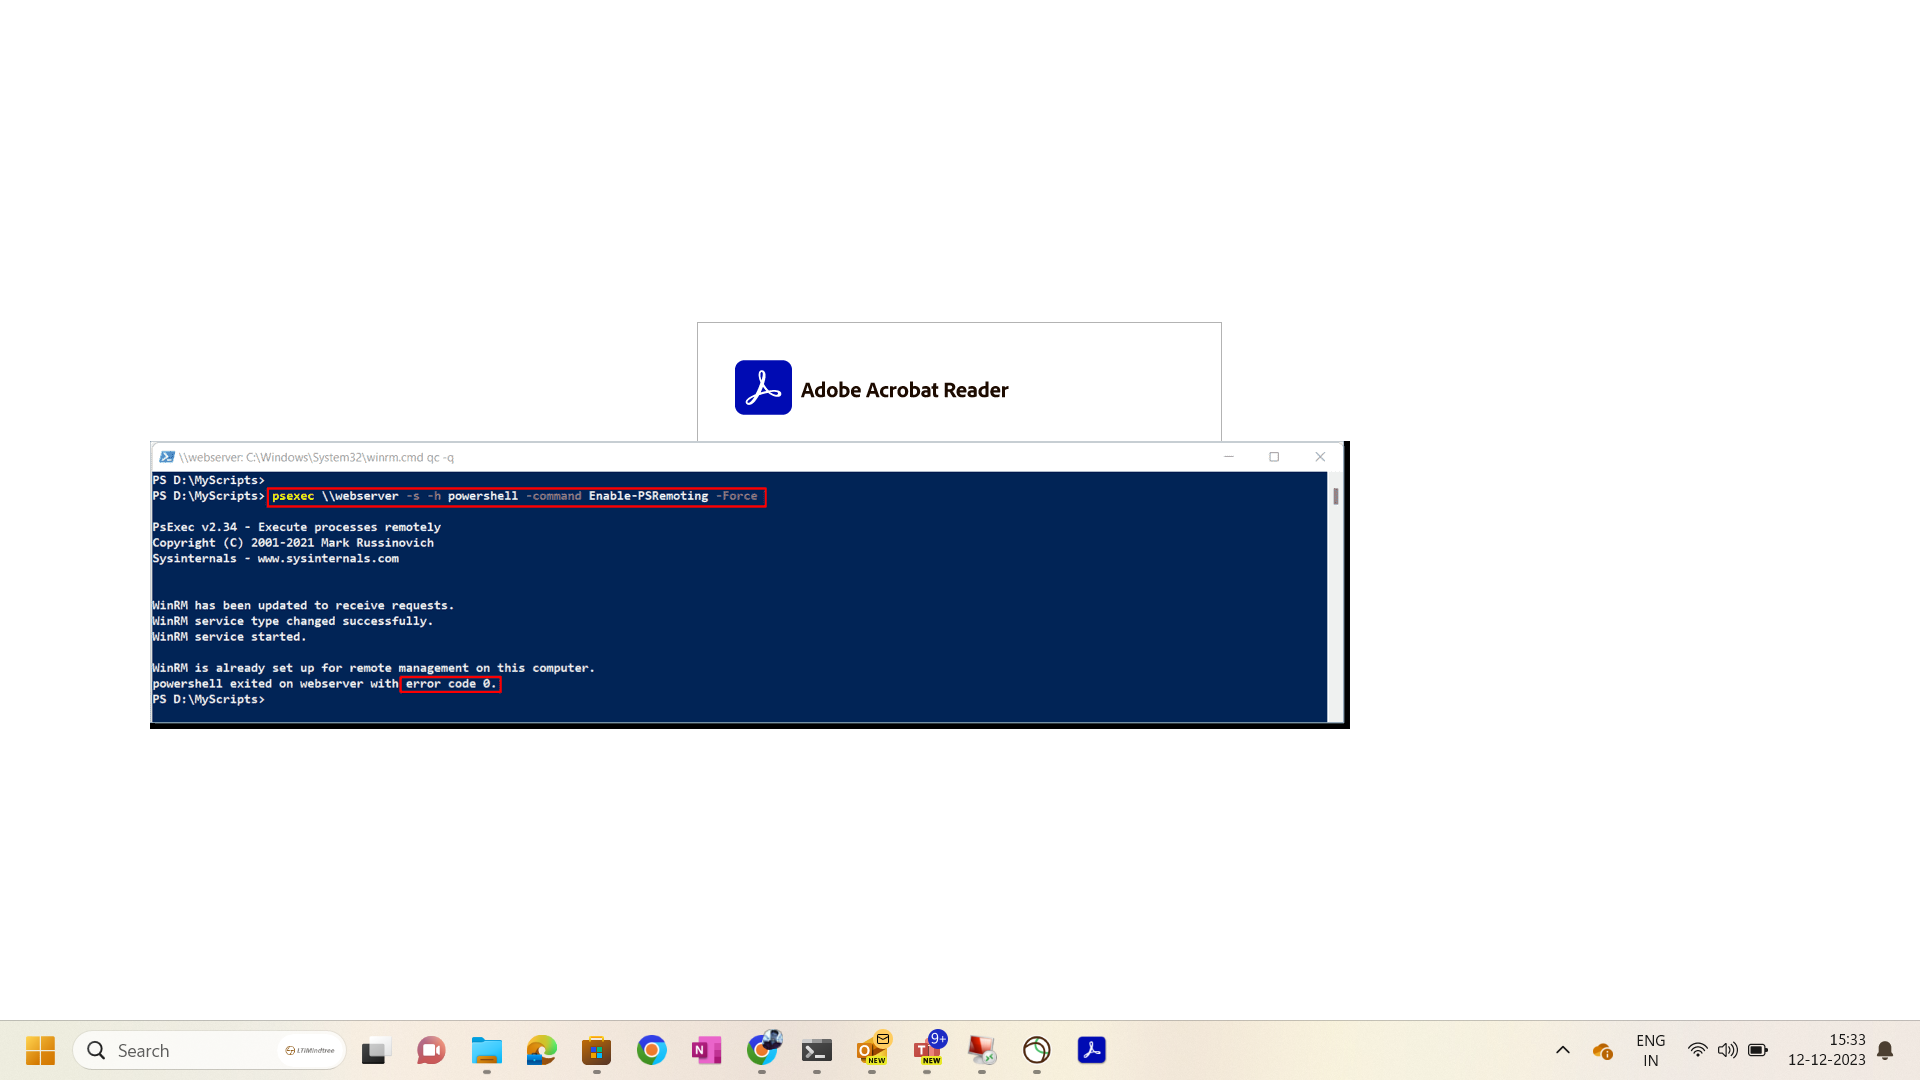 Adobe Acrobat Reader
\\webserver: C:\Windows\System32\winrm.cmd qc -q
PS D:\MyScripts>
PS D:\MyScripts> psexec \\webserver -s -h powershell -command Enable-PSRemoting -Force
PsExec v2.34 - Execute processes remotely
Copyright (C) 2001-2021 Mark Russinovich
Sysinternals - www.sysinternals.com
WinRM has been updated to receive requests.
WinRM service type changed successfully.
WinRM service started.
WinRM is already set up for remote management on this computer.
powershell exited on webserver with error code 0.
PS D:\MyScripts>
Search
LTIMindtree
N
O
NEW
9+
T
NEW
ENG
IN
15:33
12-12-2023